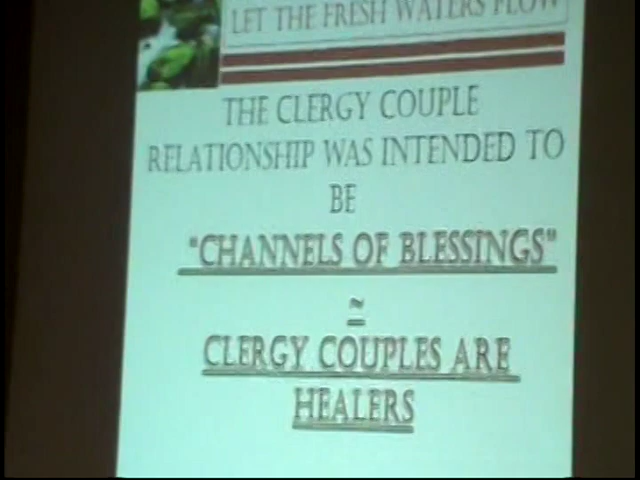 LET THE FRESH WATERS FLOW
THE CLERGY COUPLE
RELATIONSHIP WAS INTENDED TO
BE
"CHANNELS OF BLESSINGS"
~
CLERGY COUPLES ARE
HEALERS